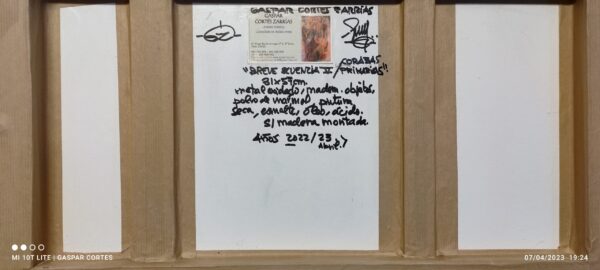 GASPAR CORTES ZARRIAS
GASPAR
CORTÉS ZARRIAS
"BREVE SECUENCIA II / CORAZAS
PRIMARIAS".
81x57cm.
metal oxidado, madera, objetos,
polvo de marmol, pintura
seca, esmalte, óleo, ácido.
s/ madera montada
Años 2022/23
Abril
MI 10T LITE | GASPAR CORTES
07/04/2023 19:24